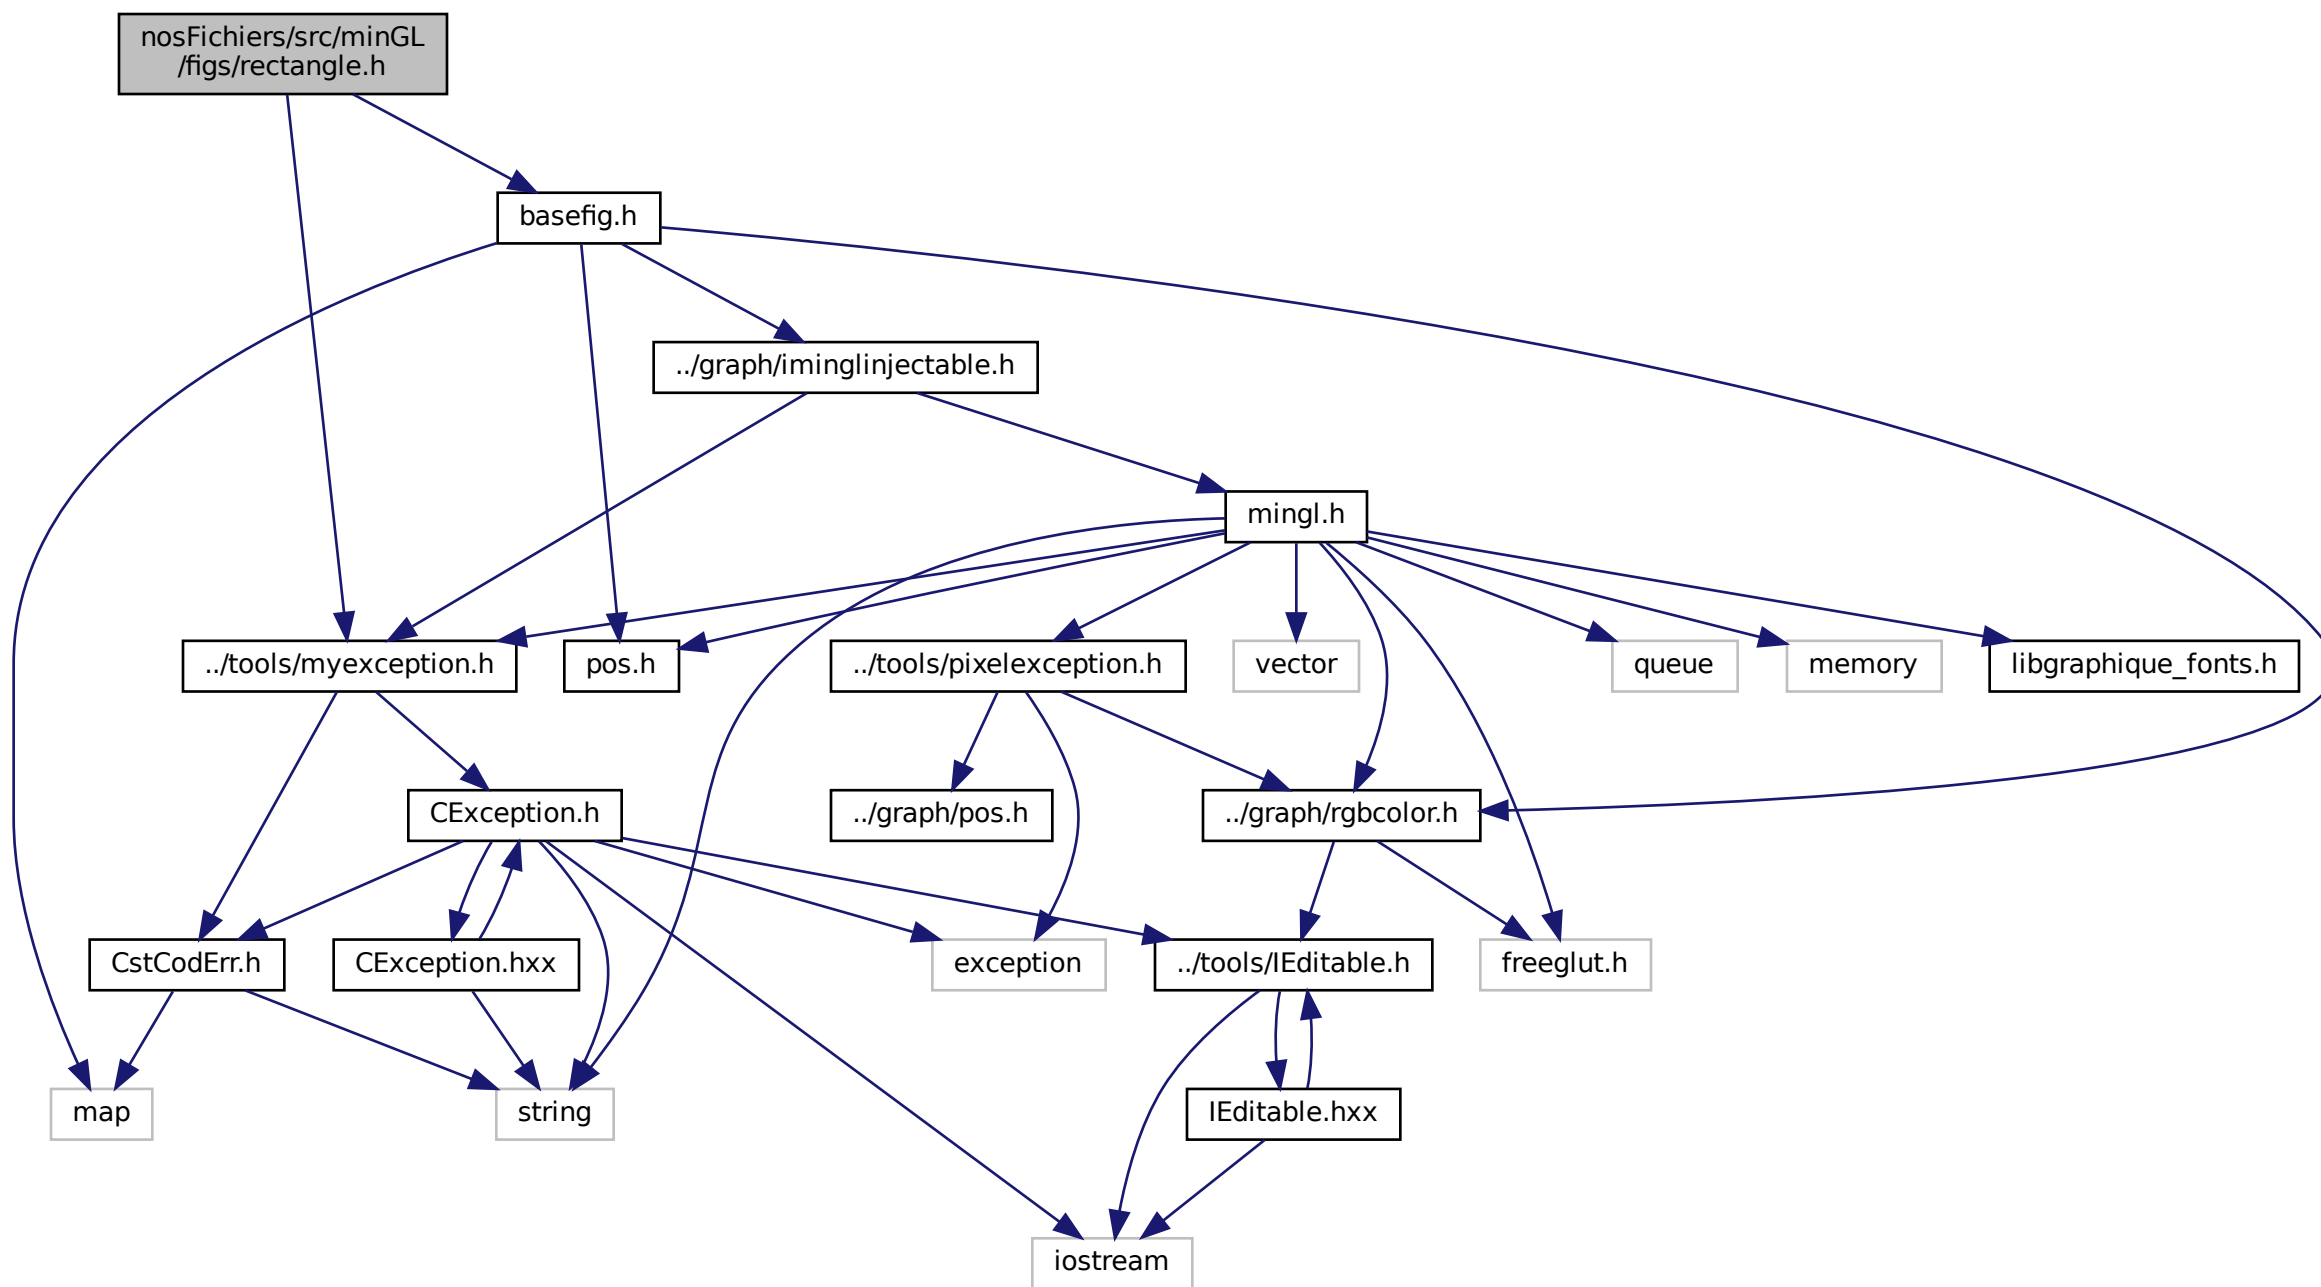 nosFichiers/src/minGL
/figs/rectangle.h
basefig.h
../graph/iminglinjectable.h
mingl.h
../tools/myexception.h
pos.h
../tools/pixelexception.h
vector
queue
memory
libgraphique_fonts.h
CException.h
../graph/pos.h
../graph/rgbcolor.h
CstCodErr.h
CException.hxx
exception
../tools/IEditable.h
freeglut.h
map
string
IEditable.hxx
iostream